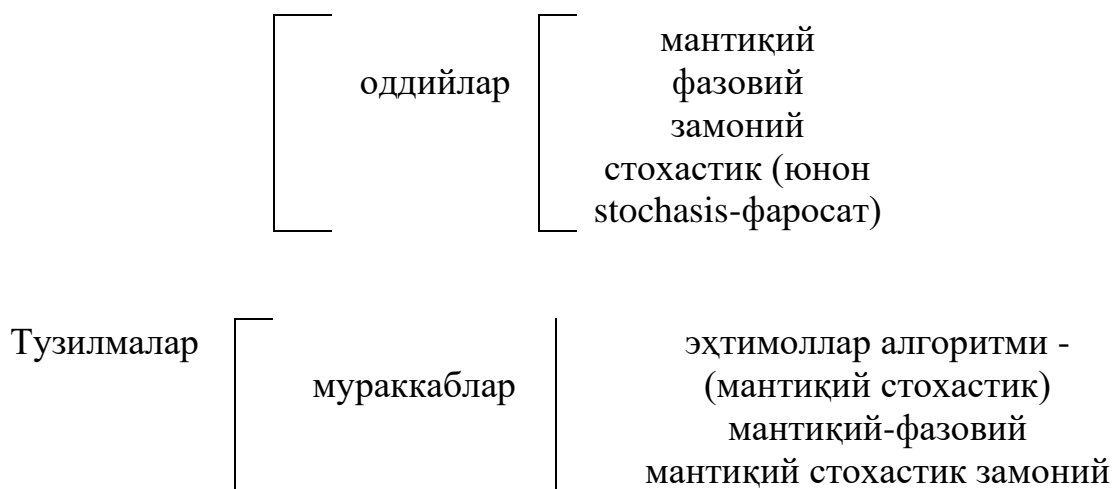 мантиқий
оддийлар фазовий
замоний
стохастик (юнон
stochasis-фаросат)
Тузилмалар эҳтимоллар алгоритми -
мураккаблар (мантиқий стохастик)
мантиқий-фазовий
мантиқий стохастик замоний